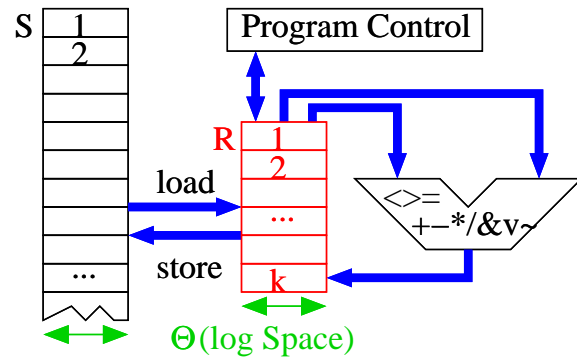 S
1
2
...
Program Control
R
1
2
...
k
load
store
<>=
+−*/&v~
Θ(log Space)